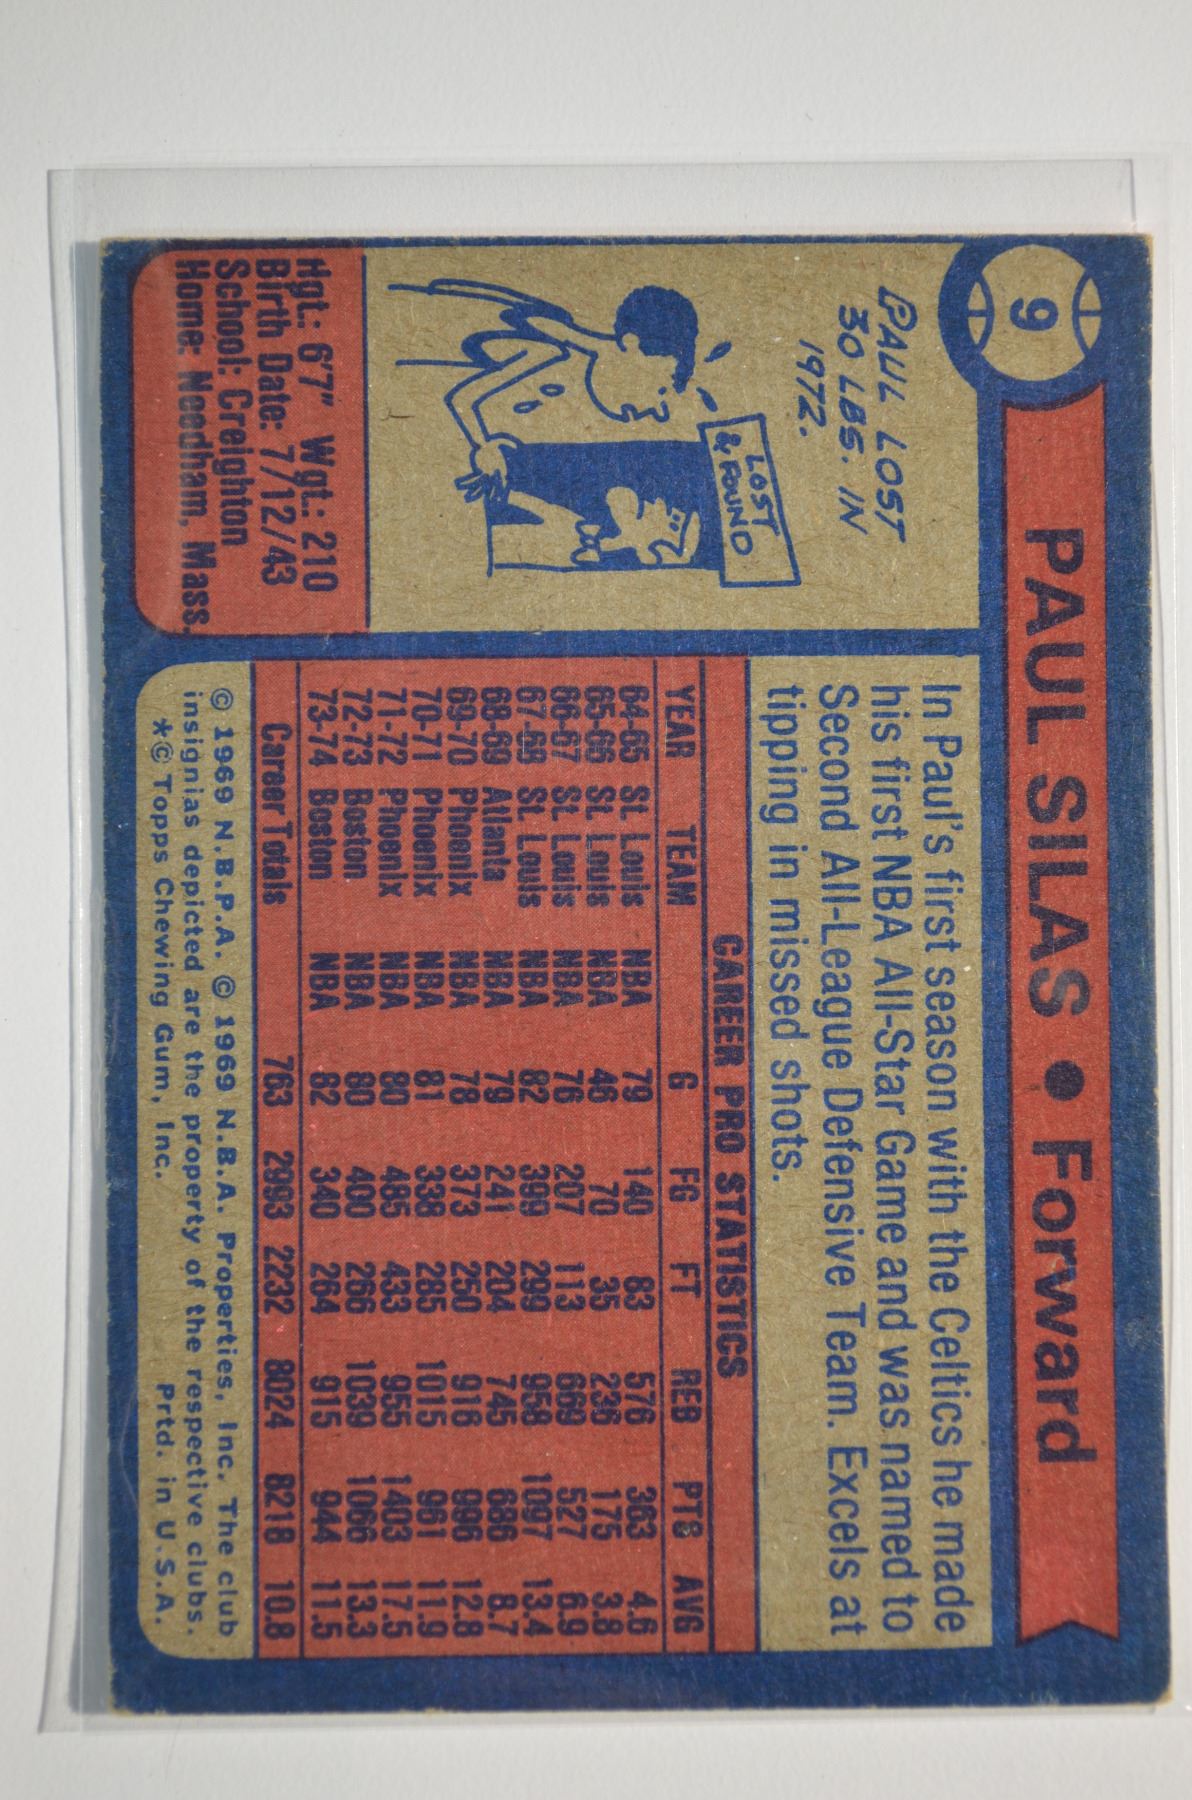 9
PAUL SILAS ● Forward
PAUL LOST
30 LBS. IN
1972.
LOST
& FOUND
Hgt.: 6'7" Wgt.: 210
Birth Date: 7/12/43
School: Creighton
Home: Needham, Mass.
In Paul's first season with the Celtics he made
his first NBA All-Star Game and was named to
Second All-League Defensive Team. Excels at
tipping in missed shots.
CAREER PRO STATISTICS
YEAR TEAM G FG FT REB PTS AVG
64-65 St. Louis NBA 79 140 83 576 363 4.6
65-66 St. Louis NBA 46 70 35 236 175 3.8
66-67 St. Louis NBA 76 207 113 669 527 6.9
67-68 St. Louis NBA 82 399 299 958 1097 13.4
68-69 Atlanta NBA 79 241 204 745 686 8.7
69-70 Phoenix NBA 78 373 250 916 996 12.8
70-71 Phoenix NBA 81 338 285 1015 961 11.9
71-72 Phoenix NBA 80 485 433 955 1403 17.5
72-73 Boston NBA 80 400 266 1039 1066 13.3
73-74 Boston NBA 82 340 264 915 944 11.5
Career Totals 763 2993 2232 8024 8218 10.8
© 1969 N.B.P.A. © 1969 N.B.A. Properties, Inc. The club
insignias depicted are the property of the respective clubs.
*© Topps Chewing Gum, Inc. Prtd. in U.S.A.